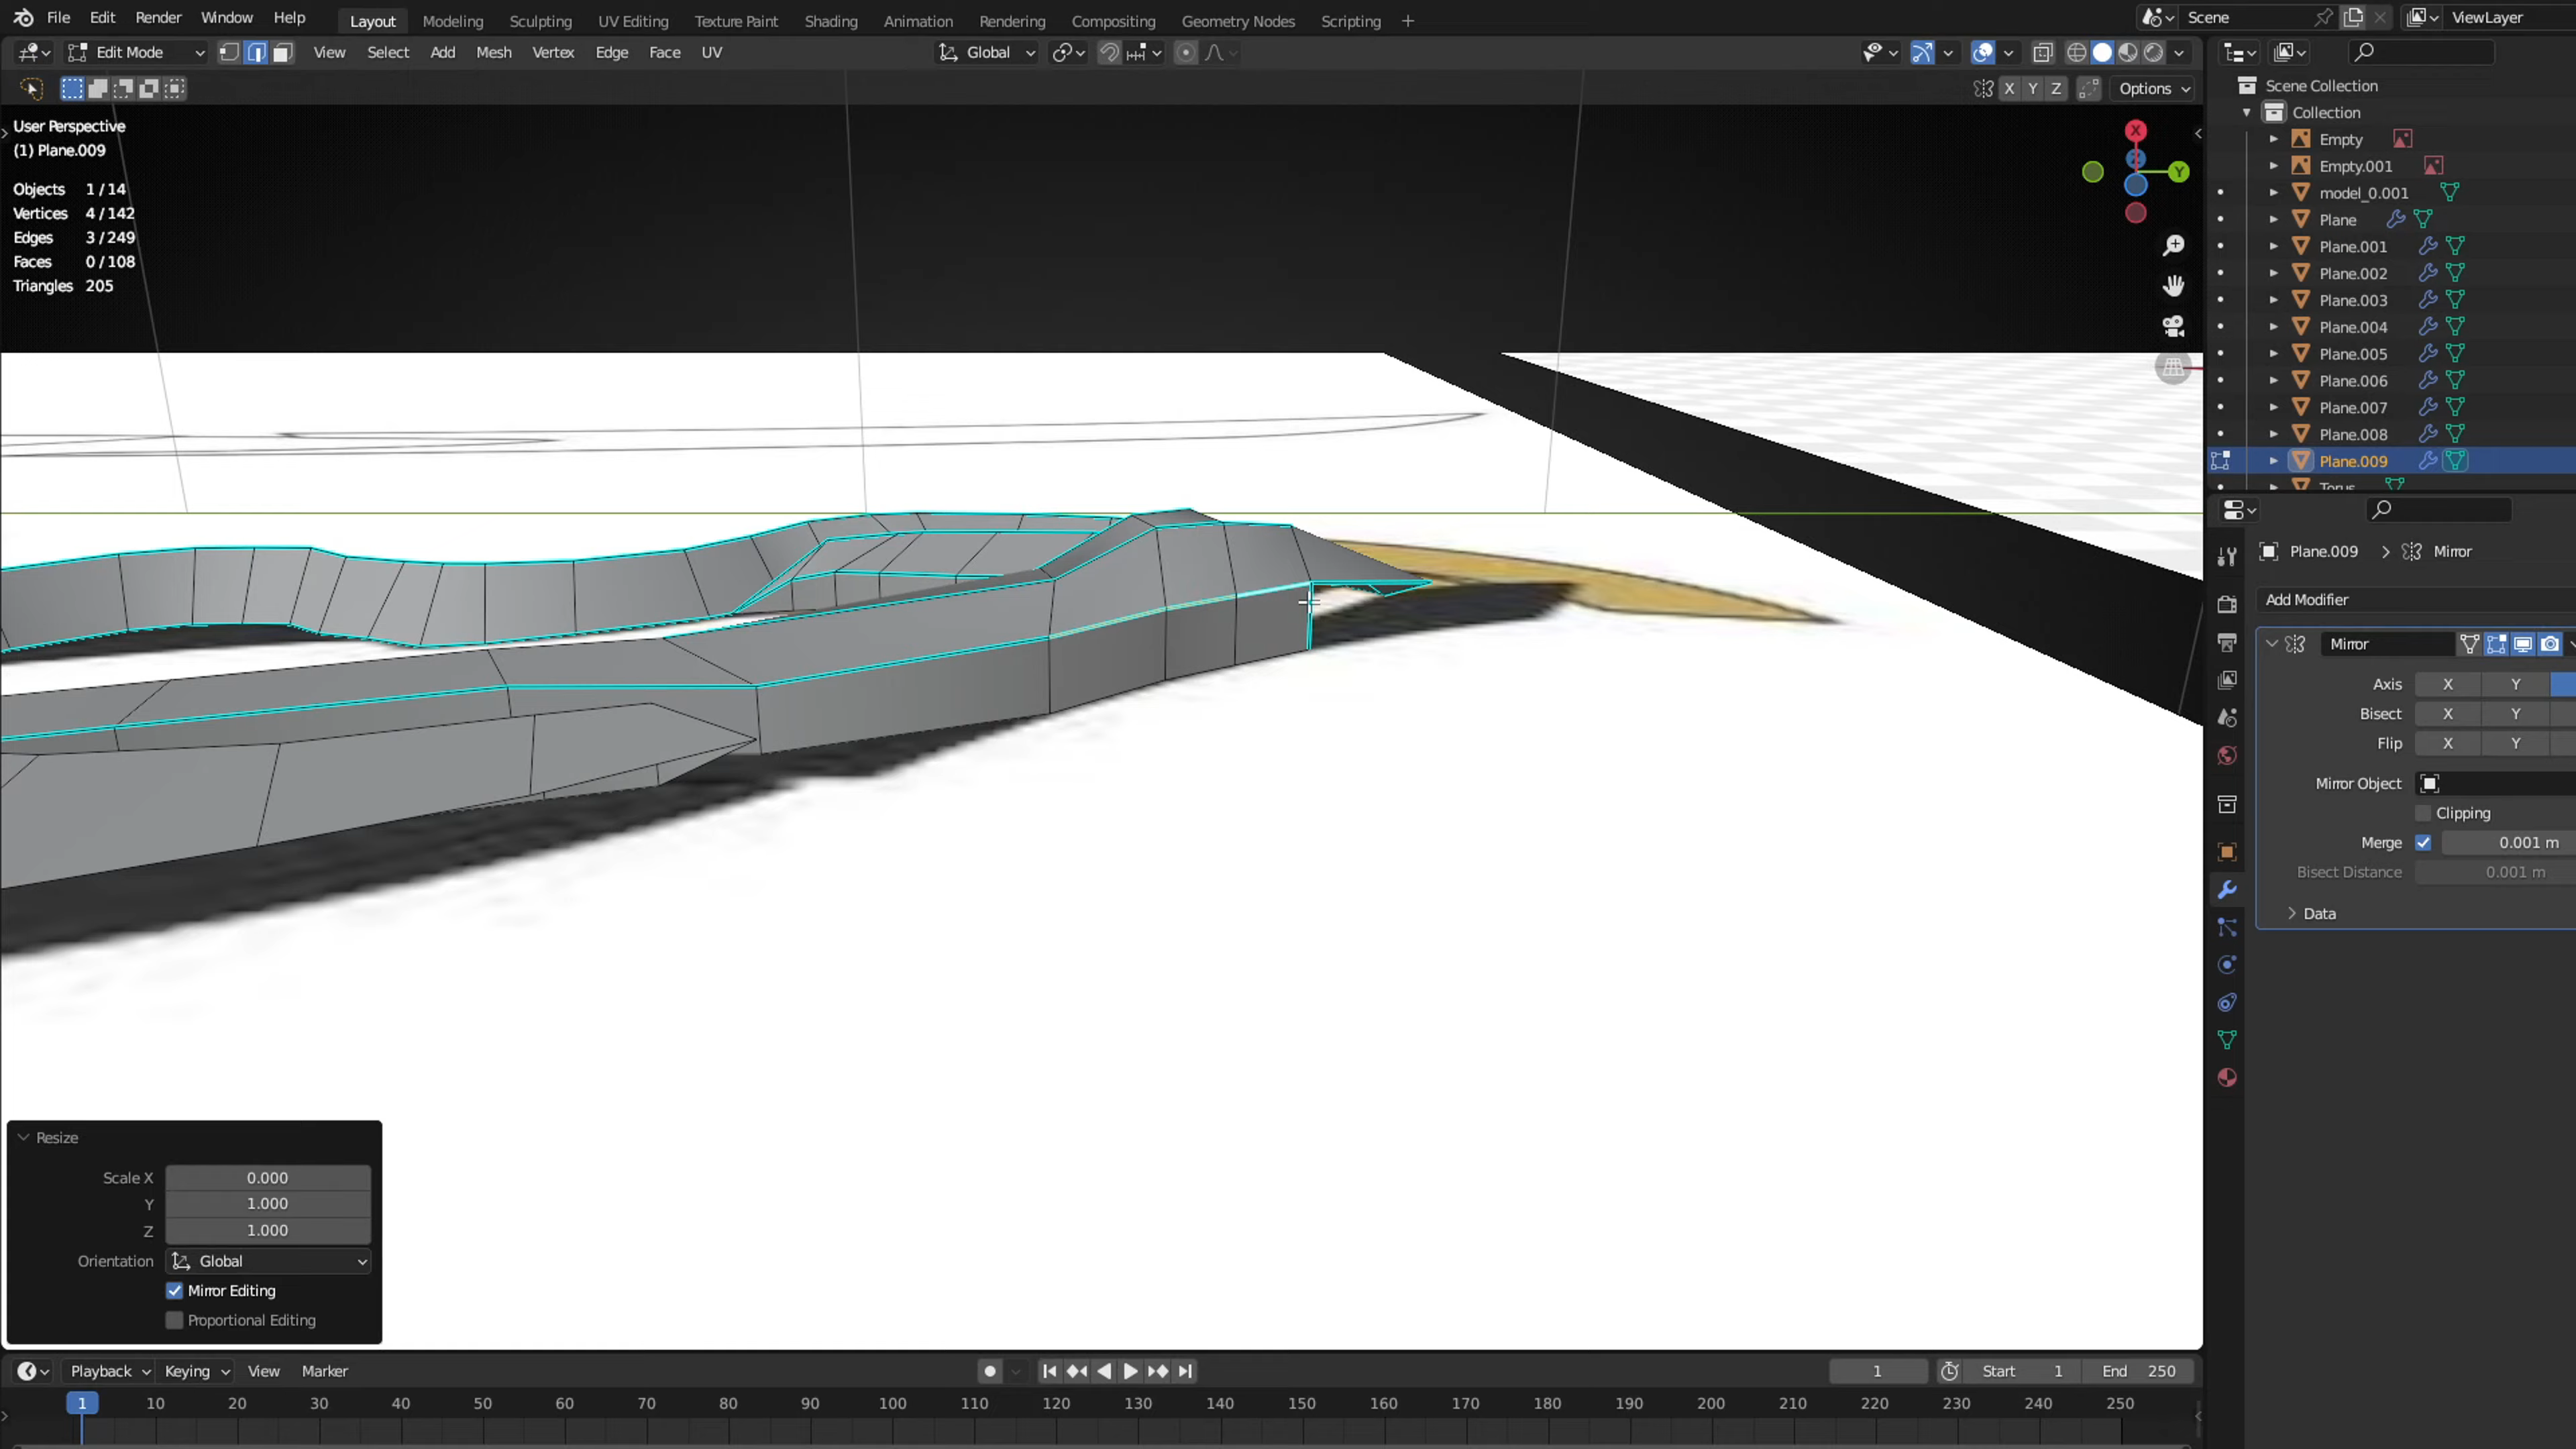 File Edit Render Window Help Layout Modeling Sculpting UV Editing Texture Paint Shading Animation Rendering Compositing Geometry Nodes Scripting + Scene ViewLayer
Edit Mode View Select Add Mesh Vertex Edge Face UV Global
X Y Z Options
User Perspective
(1) Plane.009
Objects 1 / 14
Vertices 4 / 142
Edges 3 / 249
Faces 0 / 108
Triangles 205
X
Y
Z
Scene Collection
Collection
Empty
Empty.001
model_0.001
Plane
Plane.001
Plane.002
Plane.003
Plane.004
Plane.005
Plane.006
Plane.007
Plane.008
Plane.009
Torus
Plane.009 > Mirror
Add Modifier
Mirror
Axis X Y
Bisect X Y
Flip X Y
Mirror Object
Clipping
Merge 0.001 m
Bisect Distance 0.001 m
Data
Resize
Scale X 0.000
Y 1.000
Z 1.000
Orientation Global
Mirror Editing
Proportional Editing
Playback Keying View Marker 1 Start 1 End 250
1 10 20 30 40 50 60 70 80 90 100 110 120 130 140 150 160 170 180 190 200 210 220 230 240 250